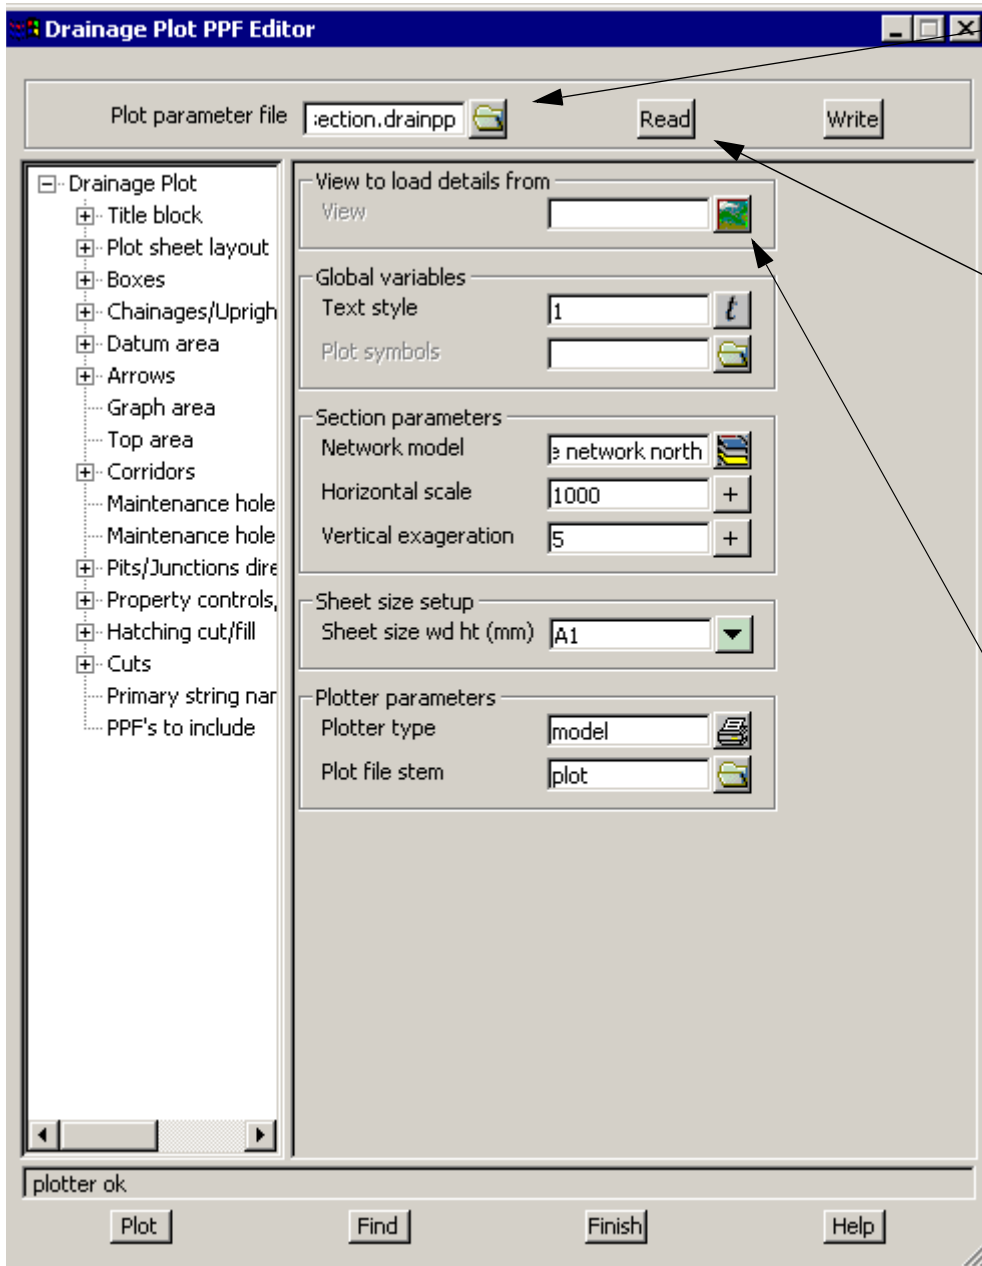 Drainage Plot PPF Editor
Plot parameter file
:ection.drainpp
Read
Write
Drainage Plot
Title block
Plot sheet layout
Boxes
Chainages/Uprigh
Datum area
Arrows
Graph area
Top area
Corridors
Maintenance hole
Maintenance hole
Pits/Junctions dire
Property controls,
Hatching cut/fill
Cuts
Primary string nar
PPF's to include
View to load details from
View
Global variables
Text style
1
t
Plot symbols
Section parameters
Network model
e network north
Horizontal scale
1000
+
Vertical exageration
5
+
Sheet size setup
Sheet size wd ht (mm)
A1
Plotter parameters
Plotter type
model
Plot file stem
plot
plotter ok
Plot
Find
Finish
Help